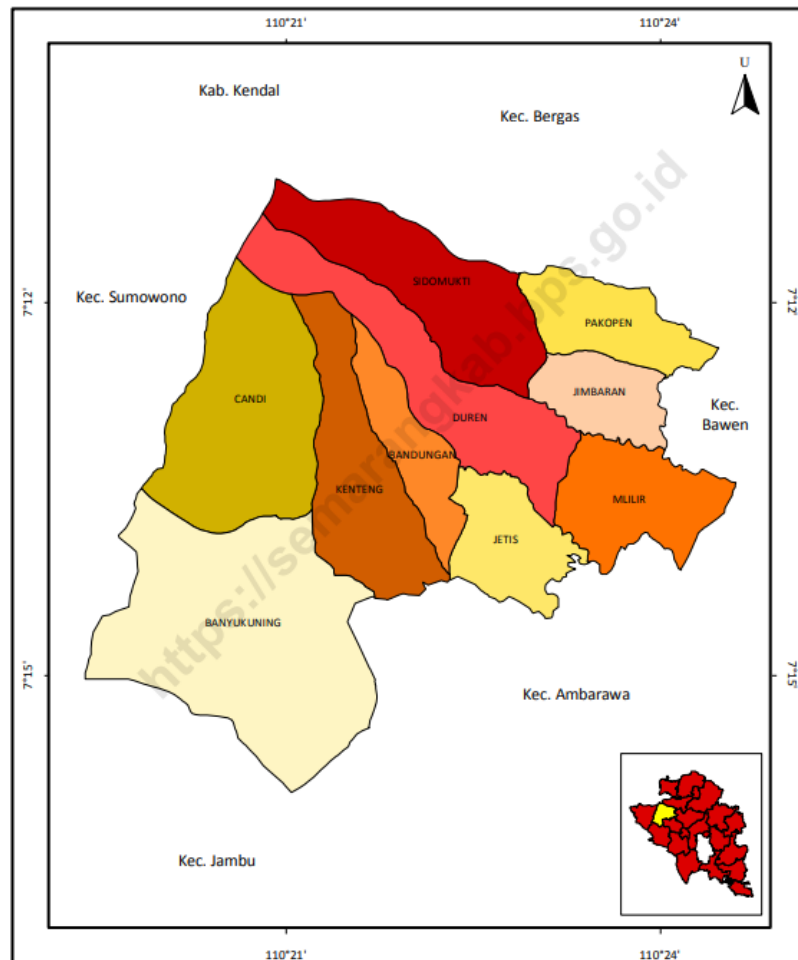 110°21'
110°24'
U
Kab. Kendal
Kec. Bergas
7°12'
Kec. Sumowono
7°12'
SIDOMUKTI
PAKOPEN
JIMBARAN
CANDI
Kec.
Bawen
DUREN
BANDUNGAN
KENTENG
MLILIR
JETIS
BANYUKUNING
7°15'
Kec. Ambarawa
7°15'
Kec. Jambu
110°21'
110°24'
https://semarangkab.bps.go.id